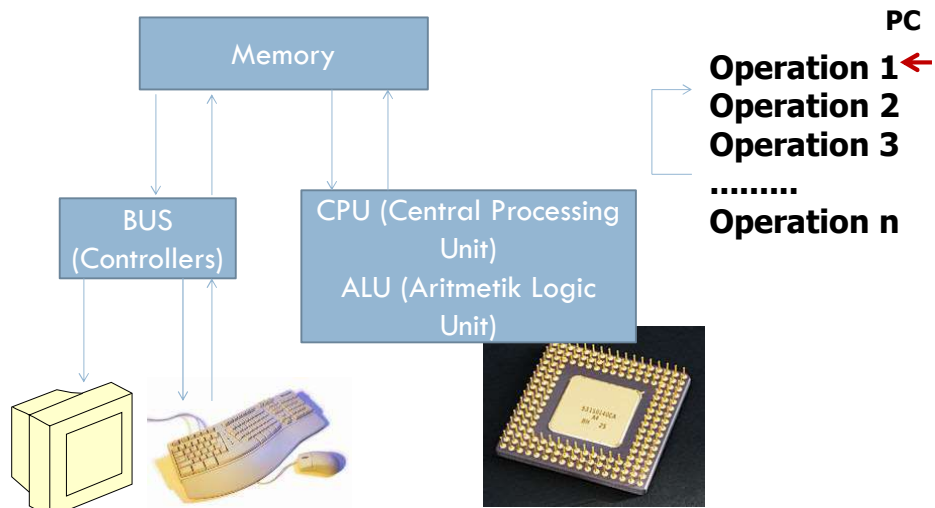 Memory
PC
Operation 1
Operation 2
Operation 3
.........
Operation n
BUS
(Controllers)
CPU (Central Processing
Unit)
ALU (Aritmetik Logic
Unit)